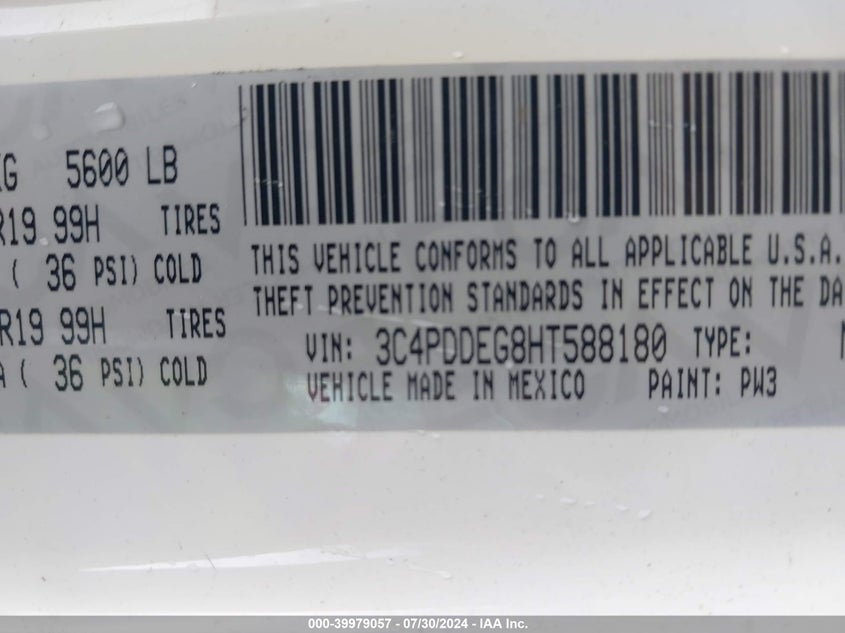 G 5600 LB
R19 99H TIRES
( 36 PSI) COLD
R19 99H TIRES
A ( 36 PSI) COLD
THIS VEHICLE CONFORMS TO ALL APPLICABLE U.S.A.
THEFT PREVENTION STANDARDS IN EFFECT ON THE DA
VIN: 3C4PDDEG8HT588180 TYPE:
VEHICLE MADE IN MEXICO PAINT: PW3
000-39979057 - 07/30/2024 - IAA Inc.